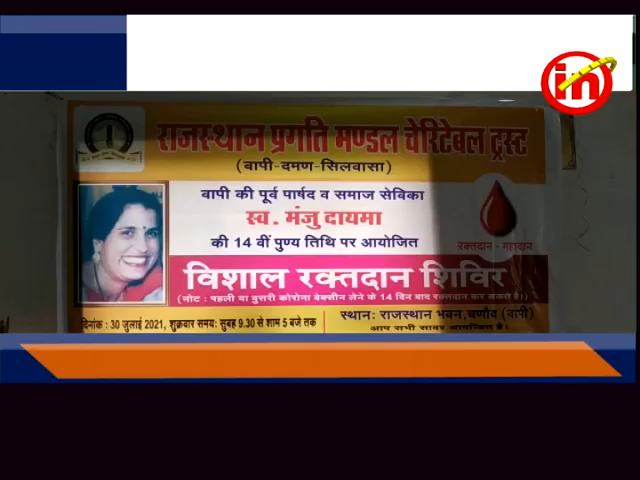 in
राजस्थान प्रगति मण्डल चेरिटेबल ट्रस्ट
(वापी-दमण-सिलवासा)
वापी की पूर्व पार्षद व समाज सेविका
स्व. मंजु दायमा
की 14 वीं पुण्य तिथि पर आयोजित
रक्तदान - महादान
विशाल रक्तदान शिविर
(नोट : पहली या दुसरी कोरोना वेक्सीन लेने के 14 दिन बाद रक्तदान कर सकते है।)
दिनांक : 30 जुलाई 2021, शुक्रवार समय: सुबह 9.30 से शाम 5 बजे तक
स्थान: राजस्थान भवन,चणौद (वापी)
आप सभी सादर आमन्त्रित है।